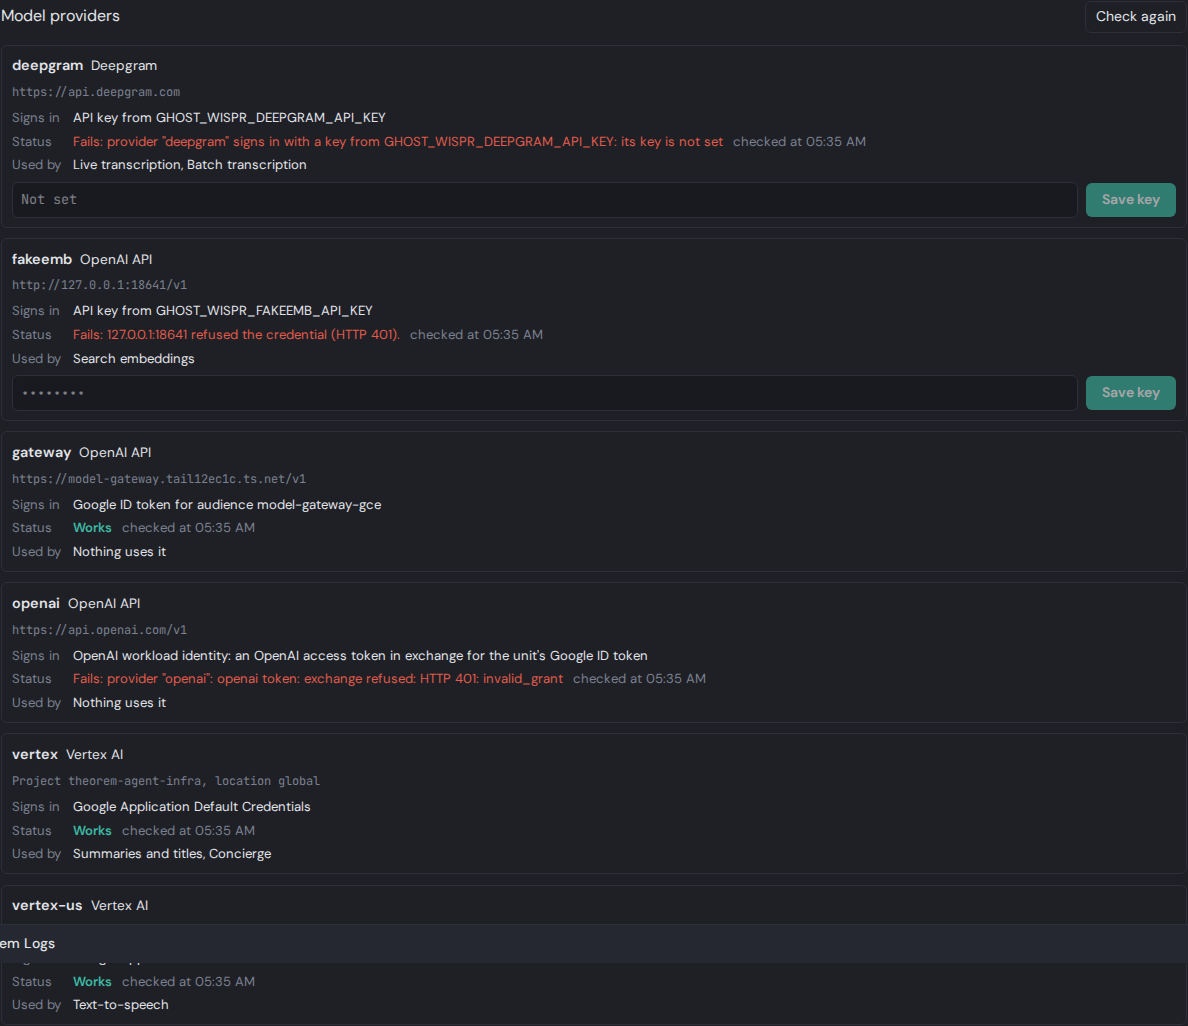 Model providers
Check again
deepgram Deepgram
https://api.deepgram.com
Signs in API key from GHOST_WISPR_DEEPGRAM_API_KEY
Status Fails: provider "deepgram" signs in with a key from GHOST_WISPR_DEEPGRAM_API_KEY: its key is not set checked at 05:35 AM
Used by Live transcription, Batch transcription
Not set
Save key
fakeemb OpenAI API
http://127.0.0.1:18641/v1
Signs in API key from GHOST_WISPR_FAKEEMB_API_KEY
Status Fails: 127.0.0.1:18641 refused the credential (HTTP 401). checked at 05:35 AM
Used by Search embeddings
••••••••
Save key
gateway OpenAI API
https://model-gateway.tail12ec1c.ts.net/v1
Signs in Google ID token for audience model-gateway-gce
Status Works checked at 05:35 AM
Used by Nothing uses it
openai OpenAI API
https://api.openai.com/v1
Signs in OpenAI workload identity: an OpenAI access token in exchange for the unit's Google ID token
Status Fails: provider "openai": openai token: exchange refused: HTTP 401: invalid_grant checked at 05:35 AM
Used by Nothing uses it
vertex Vertex AI
Project theorem-agent-infra, location global
Signs in Google Application Default Credentials
Status Works checked at 05:35 AM
Used by Summaries and titles, Concierge
vertex-us Vertex AI
em Logs
Status Works checked at 05:35 AM
Used by Text-to-speech